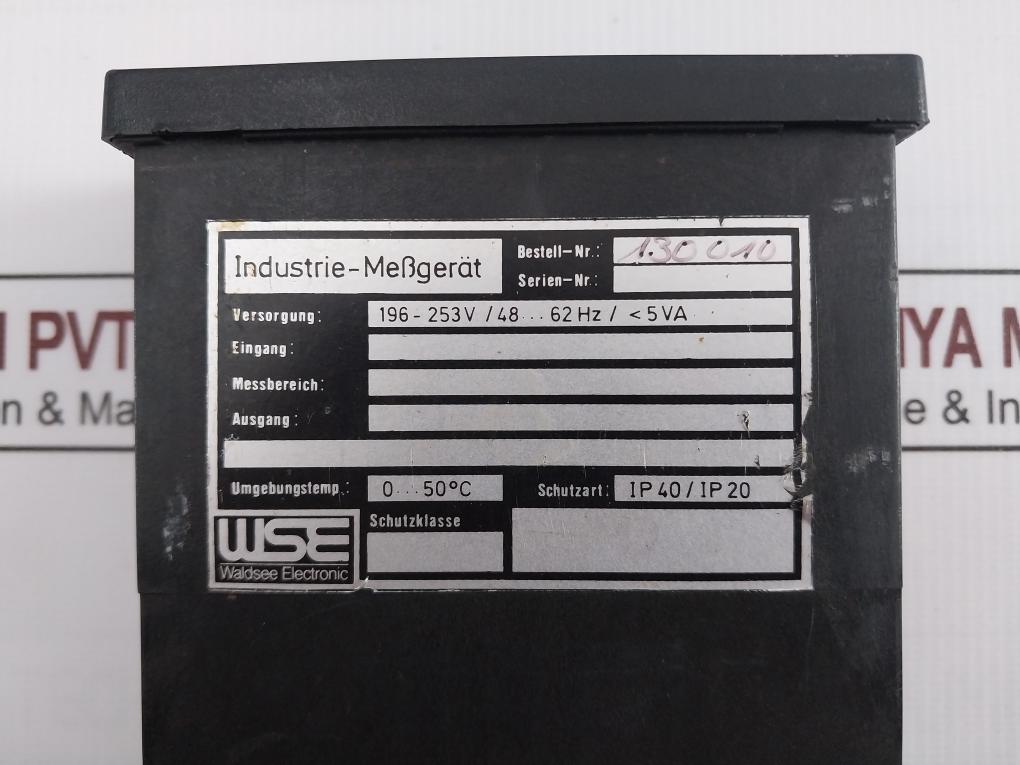 Industrie-Meßgerät
Bestell-Nr.: 130010
Serien-Nr.:
Versorgung: 196-253V /48...62Hz / <5VA
Eingang:
Messbereich:
Ausgang:
Umgebungstemp.: 0...50°C Schutzart: IP40/IP20
WSE
Waldsee Electronic
Schutzklasse
PVT
YA M
n & Ma
e & In